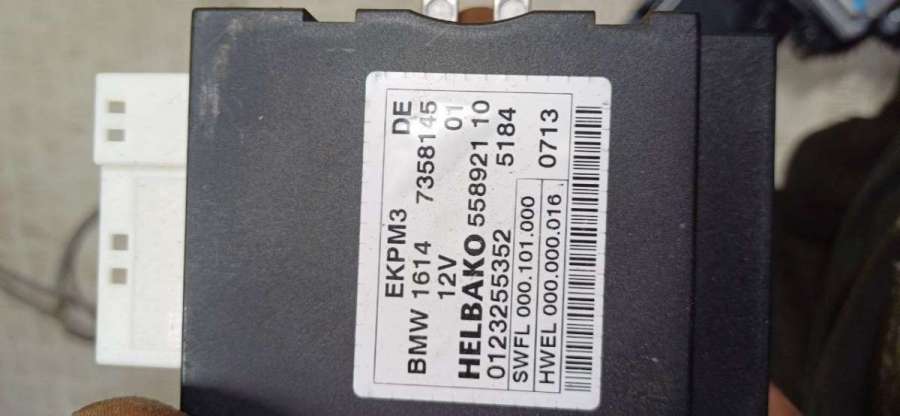 EKPM3 DE
BMW 1614 7358145
12V 01
HELBAKO 558921 10
0123255352 5184
SWFL 000.101.000
HWEL 000.000.016 0713